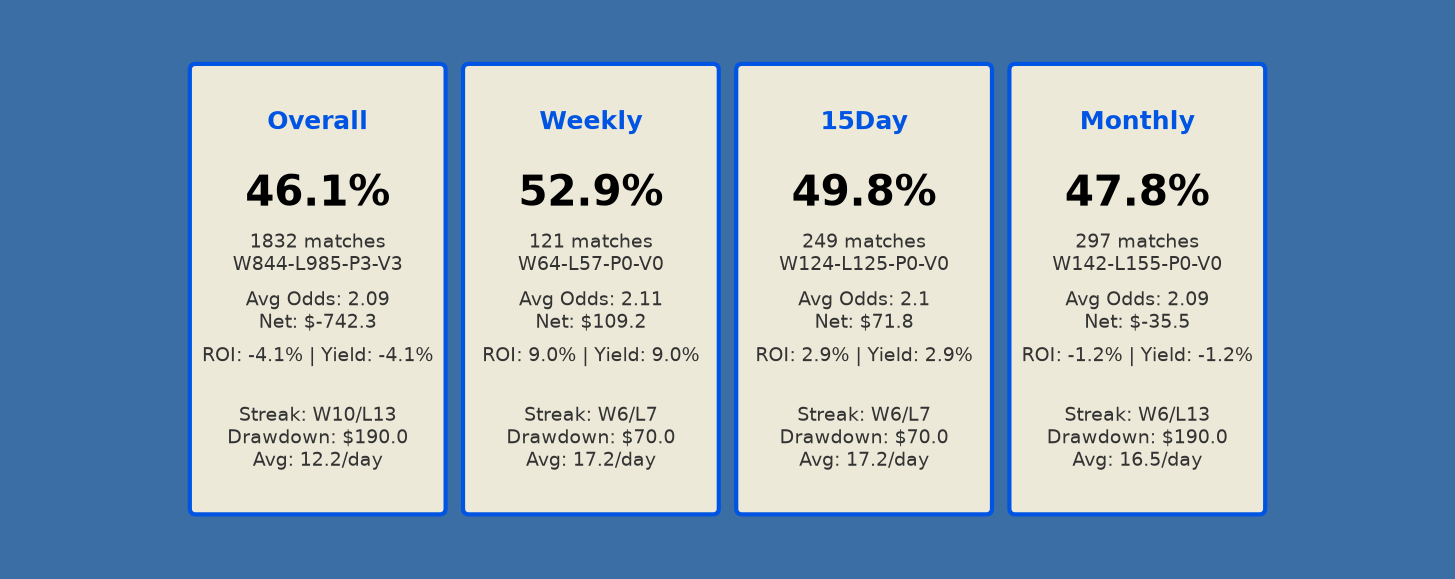 Overall
46.1%
1832 matches
W844-L985-P3-V3
Avg Odds: 2.09
Net: $-742.3
ROI: -4.1% | Yield: -4.1%
Streak: W10/L13
Drawdown: $190.0
Avg: 12.2/day
Weekly
52.9%
121 matches
W64-L57-P0-V0
Avg Odds: 2.11
Net: $109.2
ROI: 9.0% | Yield: 9.0%
Streak: W6/L7
Drawdown: $70.0
Avg: 17.2/day
15Day
49.8%
249 matches
W124-L125-P0-V0
Avg Odds: 2.1
Net: $71.8
ROI: 2.9% | Yield: 2.9%
Streak: W6/L7
Drawdown: $70.0
Avg: 17.2/day
Monthly
47.8%
297 matches
W142-L155-P0-V0
Avg Odds: 2.09
Net: $-35.5
ROI: -1.2% | Yield: -1.2%
Streak: W6/L13
Drawdown: $190.0
Avg: 16.5/day